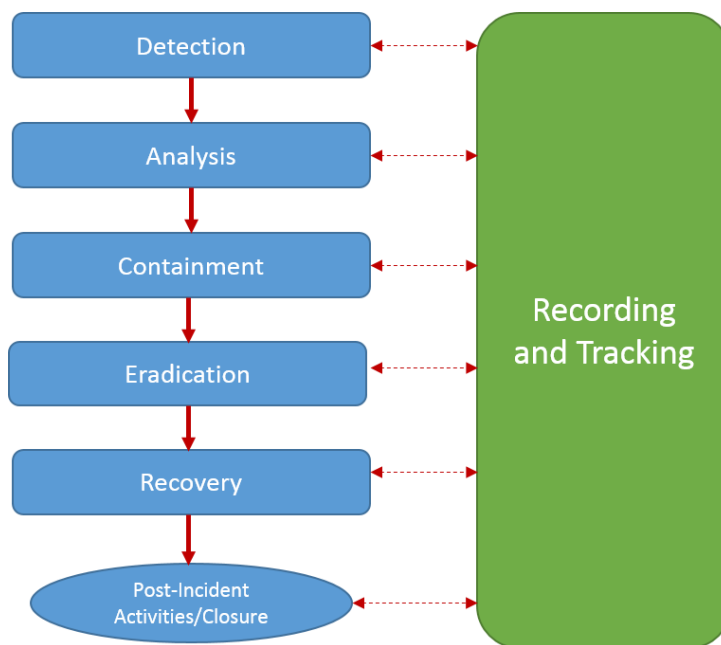 Detection
Analysis
Containment
Eradication
Recovery
Post-Incident
Activities/Closure
Recording
and Tracking